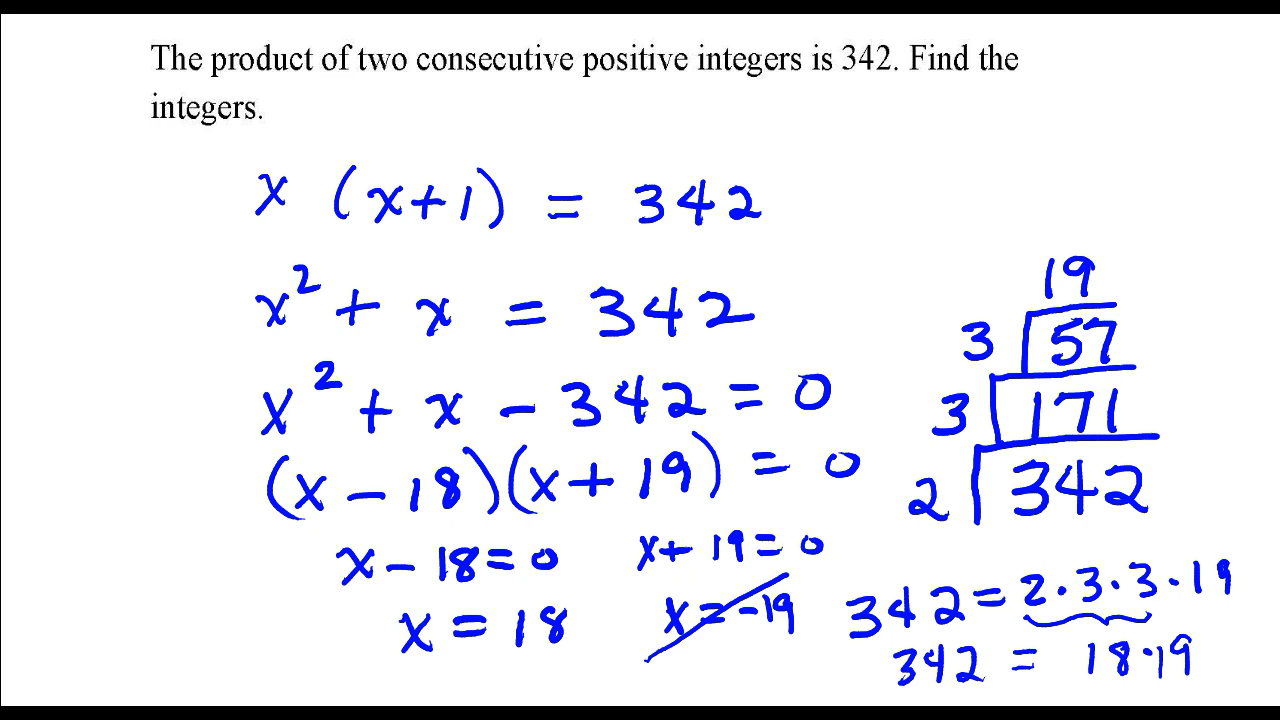 The product of two consecutive positive integers is 342. Find the
integers.
x (x+1) = 342
x² + x = 342
x² + x - 342 = 0
(x - 18)(x + 19) = 0
x - 18 = 0 x + 19 = 0
x = 18 x = -19
19
3 57
3 171
2 342
342 = 2·3·3·19
342 = 18·19